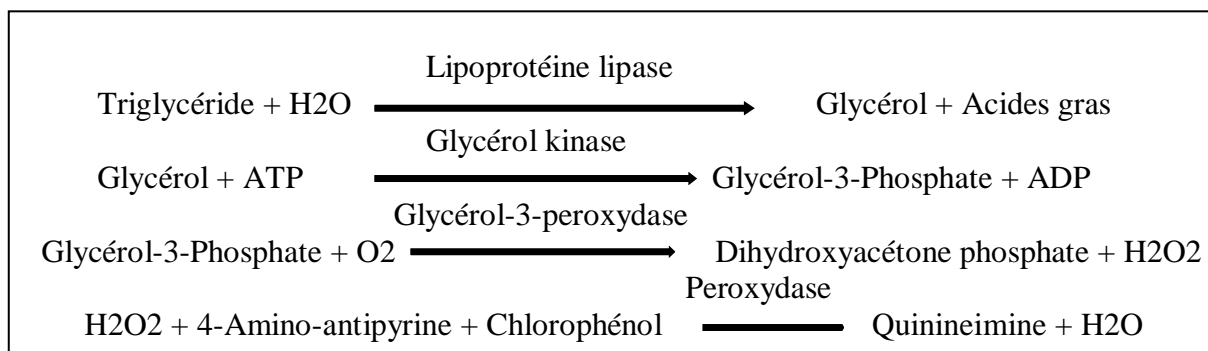 Lipoprotéine lipase
Triglycéride + H2O Glycérol + Acides gras
Glycérol kinase
Glycérol + ATP Glycérol-3-Phosphate + ADP
Glycérol-3-peroxydase
Glycérol-3-Phosphate + O2 Dihydroxyacétone phosphate + H2O2
Peroxydase
H2O2 + 4-Amino-antipyrine + Chlorophénol Quinineimine + H2O